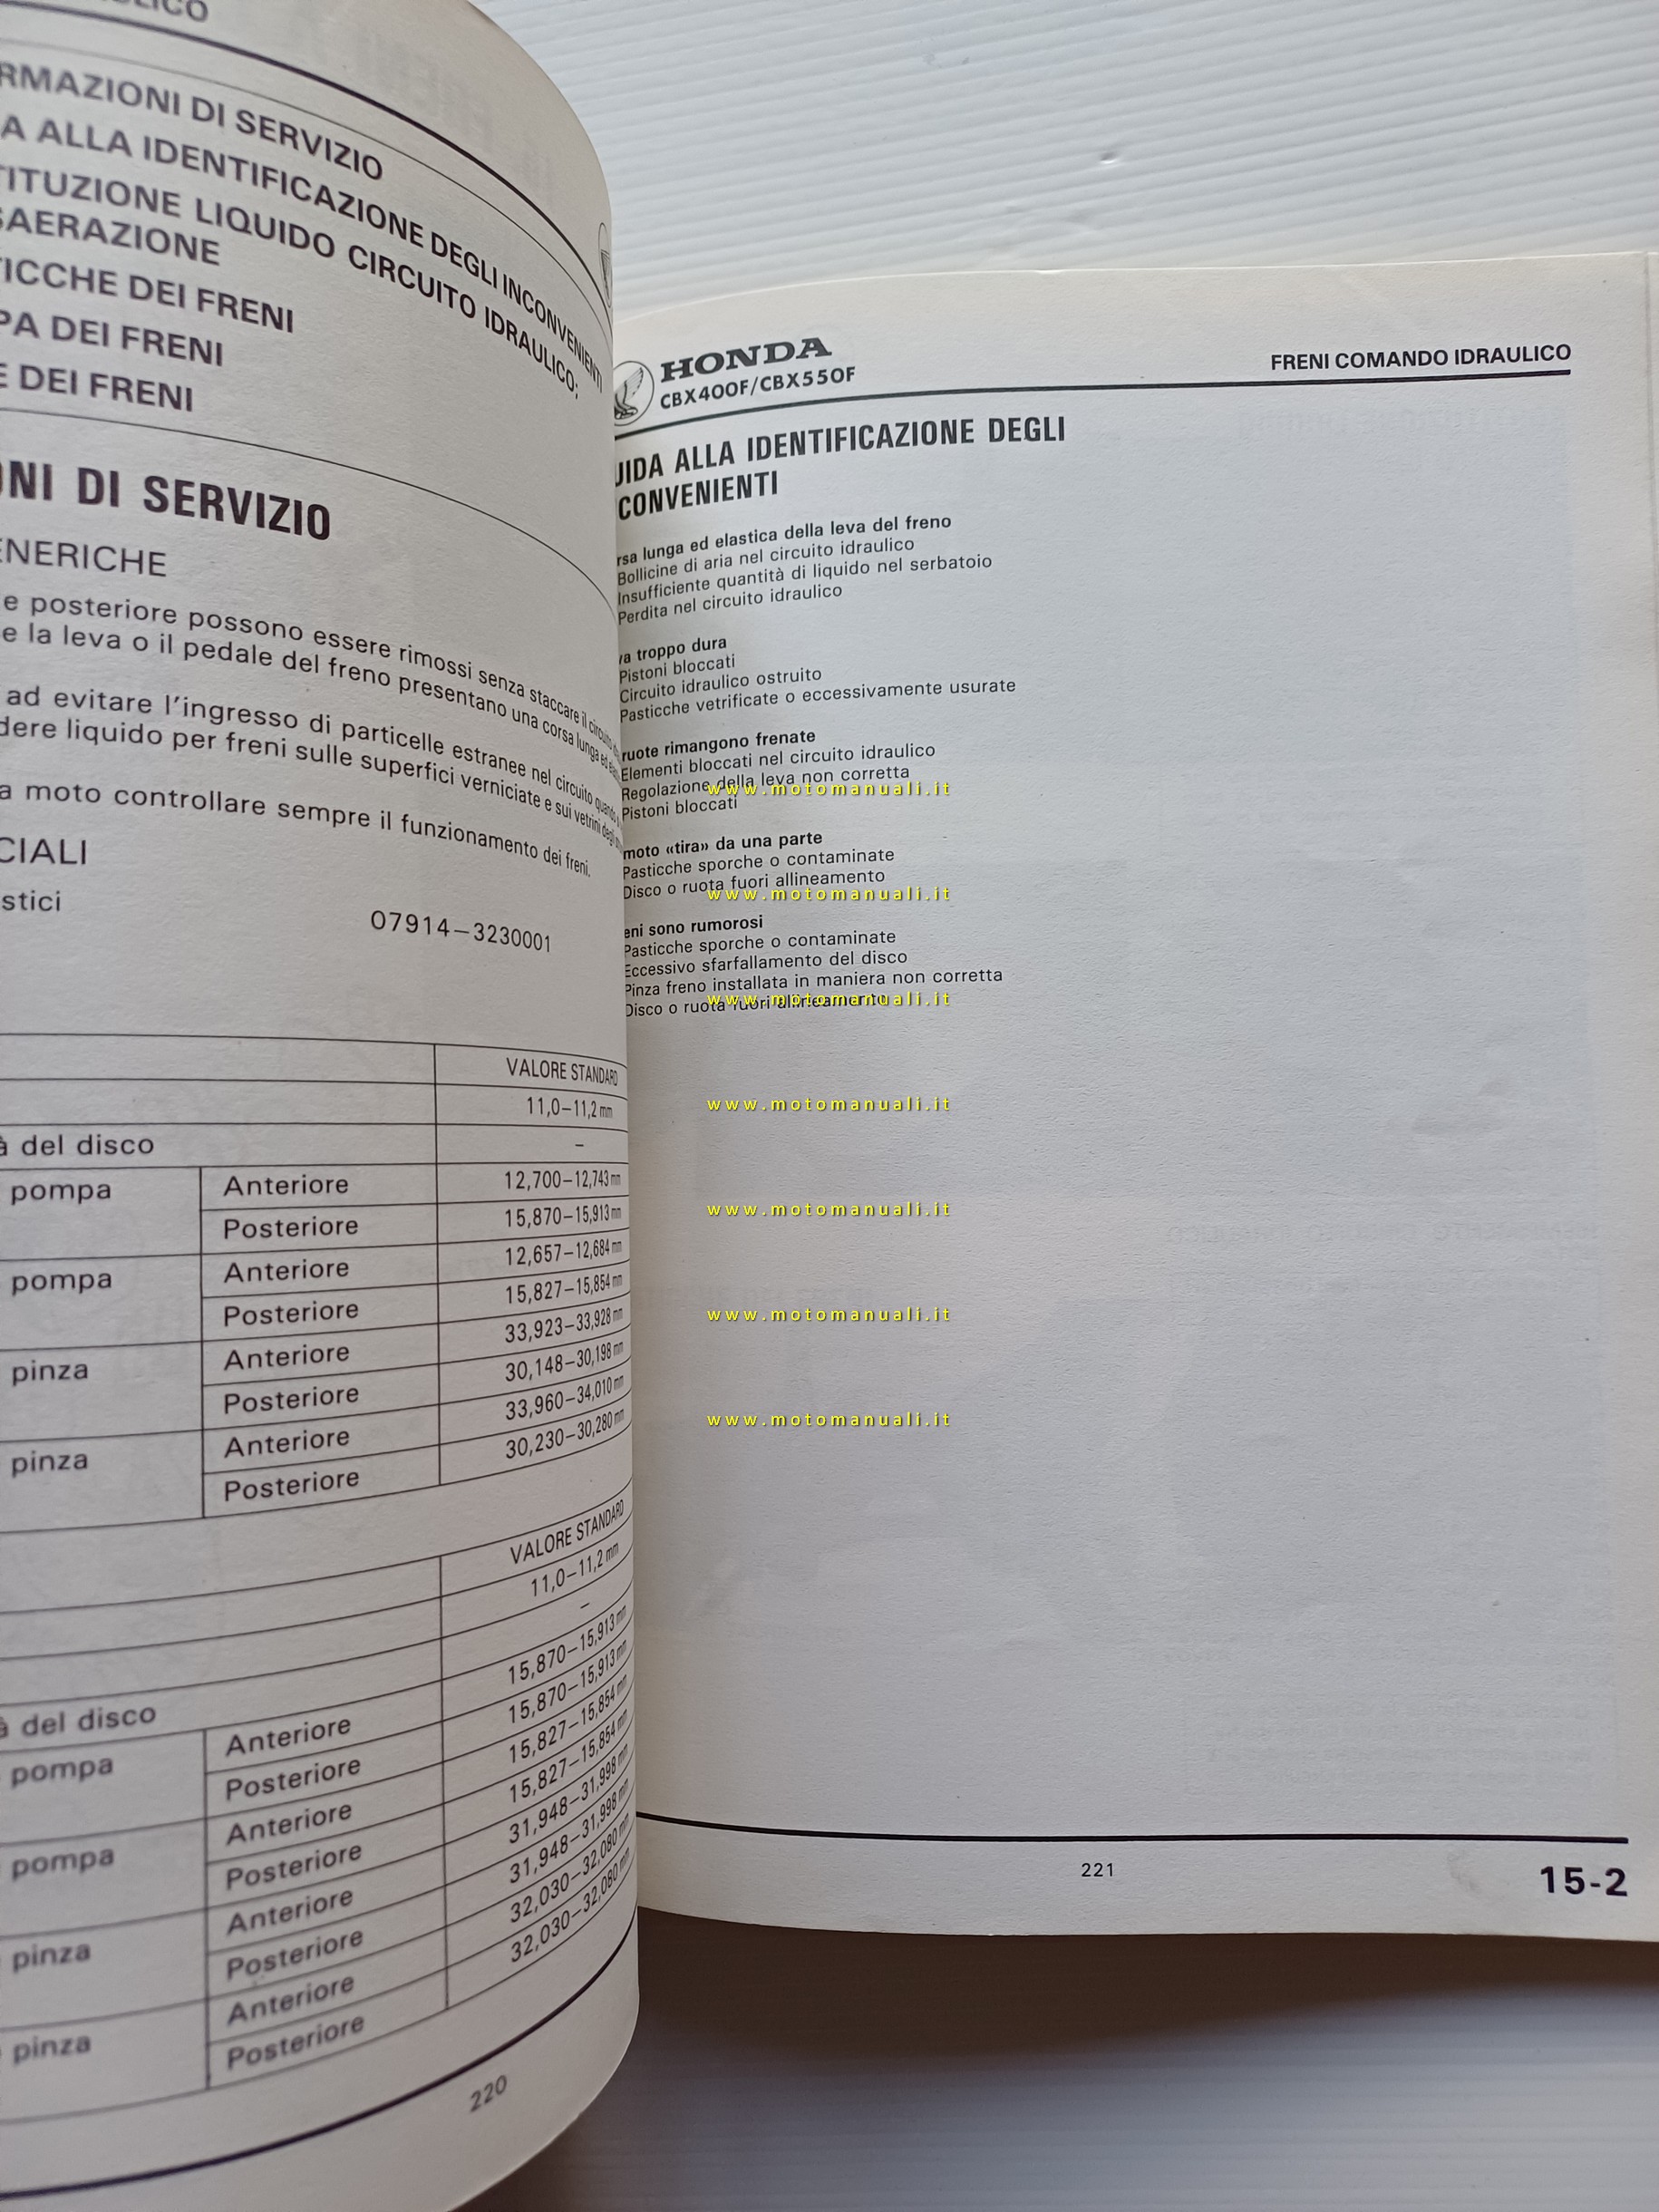 RMAZIONI DI SERVIZIO
A ALLA IDENTIFICAZIONE DEGLI INCONVENIENTI
TITUZIONE LIQUIDO CIRCUITO IDRAULICO;
SAERAZIONE
TICCHE DEI FRENI
PA DEI FRENI
E DEI FRENI
ONI DI SERVIZIO
ENERICHE
e posteriore possono essere rimossi senza staccare il circuito
e la leva o il pedale del freno presentano una corsa lunga ed
ad evitare l'ingresso di particelle estranee nel circuito quando
dere liquido per freni sulle superfici verniciate e sui vetrini degli
a moto controllare sempre il funzionamento dei freni.
CIALI
stici
07914–3230001
VALORE STANDARD
11,0–11,2 mm
à del disco –
pompa Anteriore 12,700–12,743 mm
Posteriore 15,870–15,913 mm
pompa Anteriore 12,657–12,684 mm
Posteriore 15,827–15,854 mm
pinza Anteriore 33,923–33,928 mm
Posteriore 30,148–30,198 mm
pinza Anteriore 33,960–34,010 mm
Posteriore 30,230–30,280 mm
VALORE STANDARD
11,0–11,2 mm
à del disco –
pompa Anteriore 15,870–15,913 mm
Posteriore 15,870–15,913 mm
pompa Anteriore 15,827–15,854 mm
Posteriore 15,827–15,854 mm
pinza Anteriore 31,948–31,998 mm
Posteriore 31,948–31,998 mm
pinza Anteriore 32,030–32,080 mm
Posteriore 32,030–32,080 mm
220
HONDA
CBX400F/CBX550F
FRENI COMANDO IDRAULICO
UIDA ALLA IDENTIFICAZIONE DEGLI
CONVENIENTI
rsa lunga ed elastica della leva del freno
Bollicine di aria nel circuito idraulico
Insufficiente quantità di liquido nel serbatoio
Perdita nel circuito idraulico
va troppo dura
Pistoni bloccati
Circuito idraulico ostruito
Pasticche vetrificate o eccessivamente usurate
ruote rimangono frenate
Elementi bloccati nel circuito idraulico
Regolazione della leva non corretta
www.motomanuali.it
Pistoni bloccati
moto «tira» da una parte
Pasticche sporche o contaminate
Disco o ruota fuori allineamento
www.motomanuali.it
eni sono rumorosi
Pasticche sporche o contaminate
Eccessivo sfarfallamento del disco
Pinza freno installata in maniera non corretta
Disco o ruota fuori allineamento
www.motomanuali.it
www.motomanuali.it
www.motomanuali.it
www.motomanuali.it
www.motomanuali.it
221
15-2